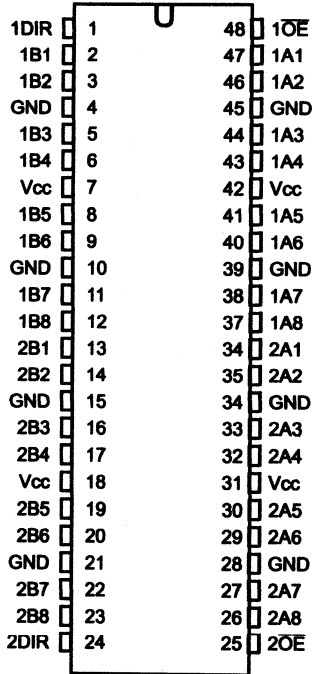 1DIR 1 48 1O̅E̅
1B1 2 47 1A1
1B2 3 46 1A2
GND 4 45 GND
1B3 5 44 1A3
1B4 6 43 1A4
Vcc 7 42 Vcc
1B5 8 41 1A5
1B6 9 40 1A6
GND 10 39 GND
1B7 11 38 1A7
1B8 12 37 1A8
2B1 13 34 2A1
2B2 14 35 2A2
GND 15 34 GND
2B3 16 33 2A3
2B4 17 32 2A4
Vcc 18 31 Vcc
2B5 19 30 2A5
2B6 20 29 2A6
GND 21 28 GND
2B7 22 27 2A7
2B8 23 26 2A8
2DIR 24 25 2O̅E̅